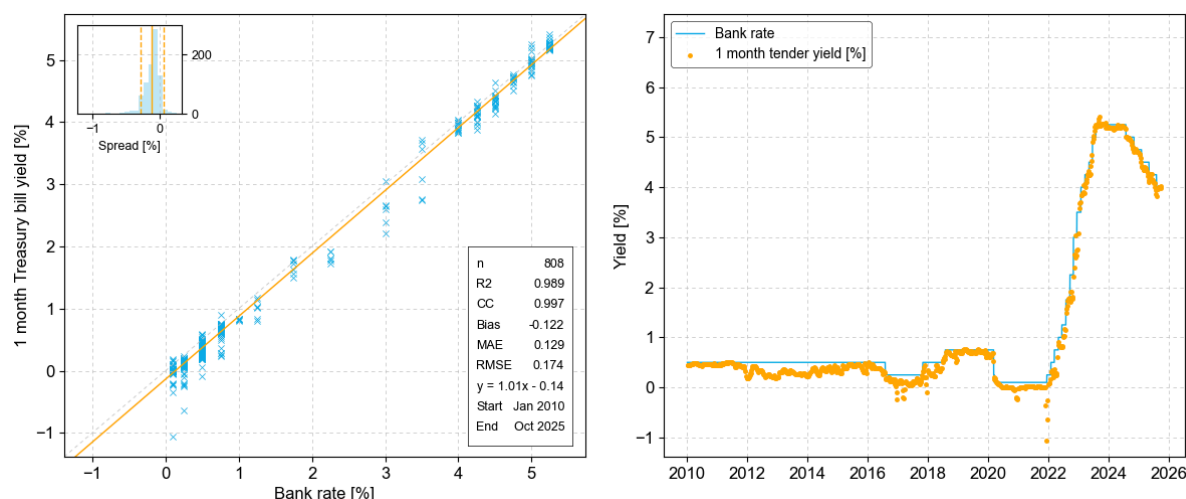 200
0
−1
0
Spread [%]
5
4
3
2
1
0
−1
1 month Treasury bill yield [%]
n 808
R2 0.989
CC 0.997
Bias -0.122
MAE 0.129
RMSE 0.174
y = 1.01x - 0.14
Start Jan 2010
End Oct 2025
−1 0 1 2 3 4 5
Bank rate [%]
Bank rate
1 month tender yield [%]
7
6
5
4
3
2
1
0
−1
Yield [%]
2010 2012 2014 2016 2018 2020 2022 2024 2026